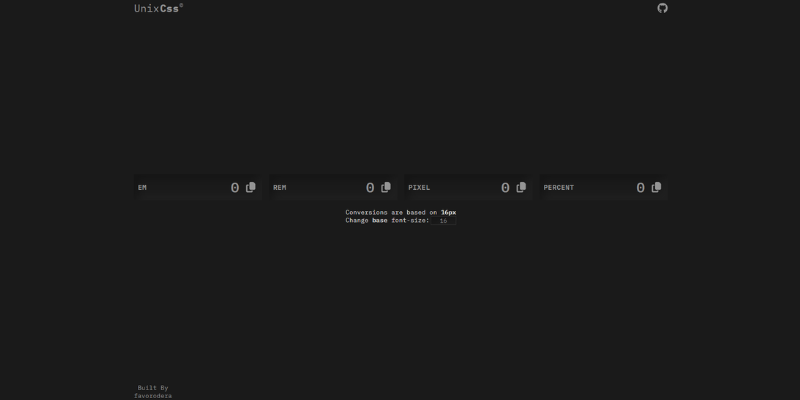 UnixCss
EM 0
REM 0
PIXEL 0
PERCENT 0
Conversions are based on 16px
Change base font-size: 16
Built By
favoredera